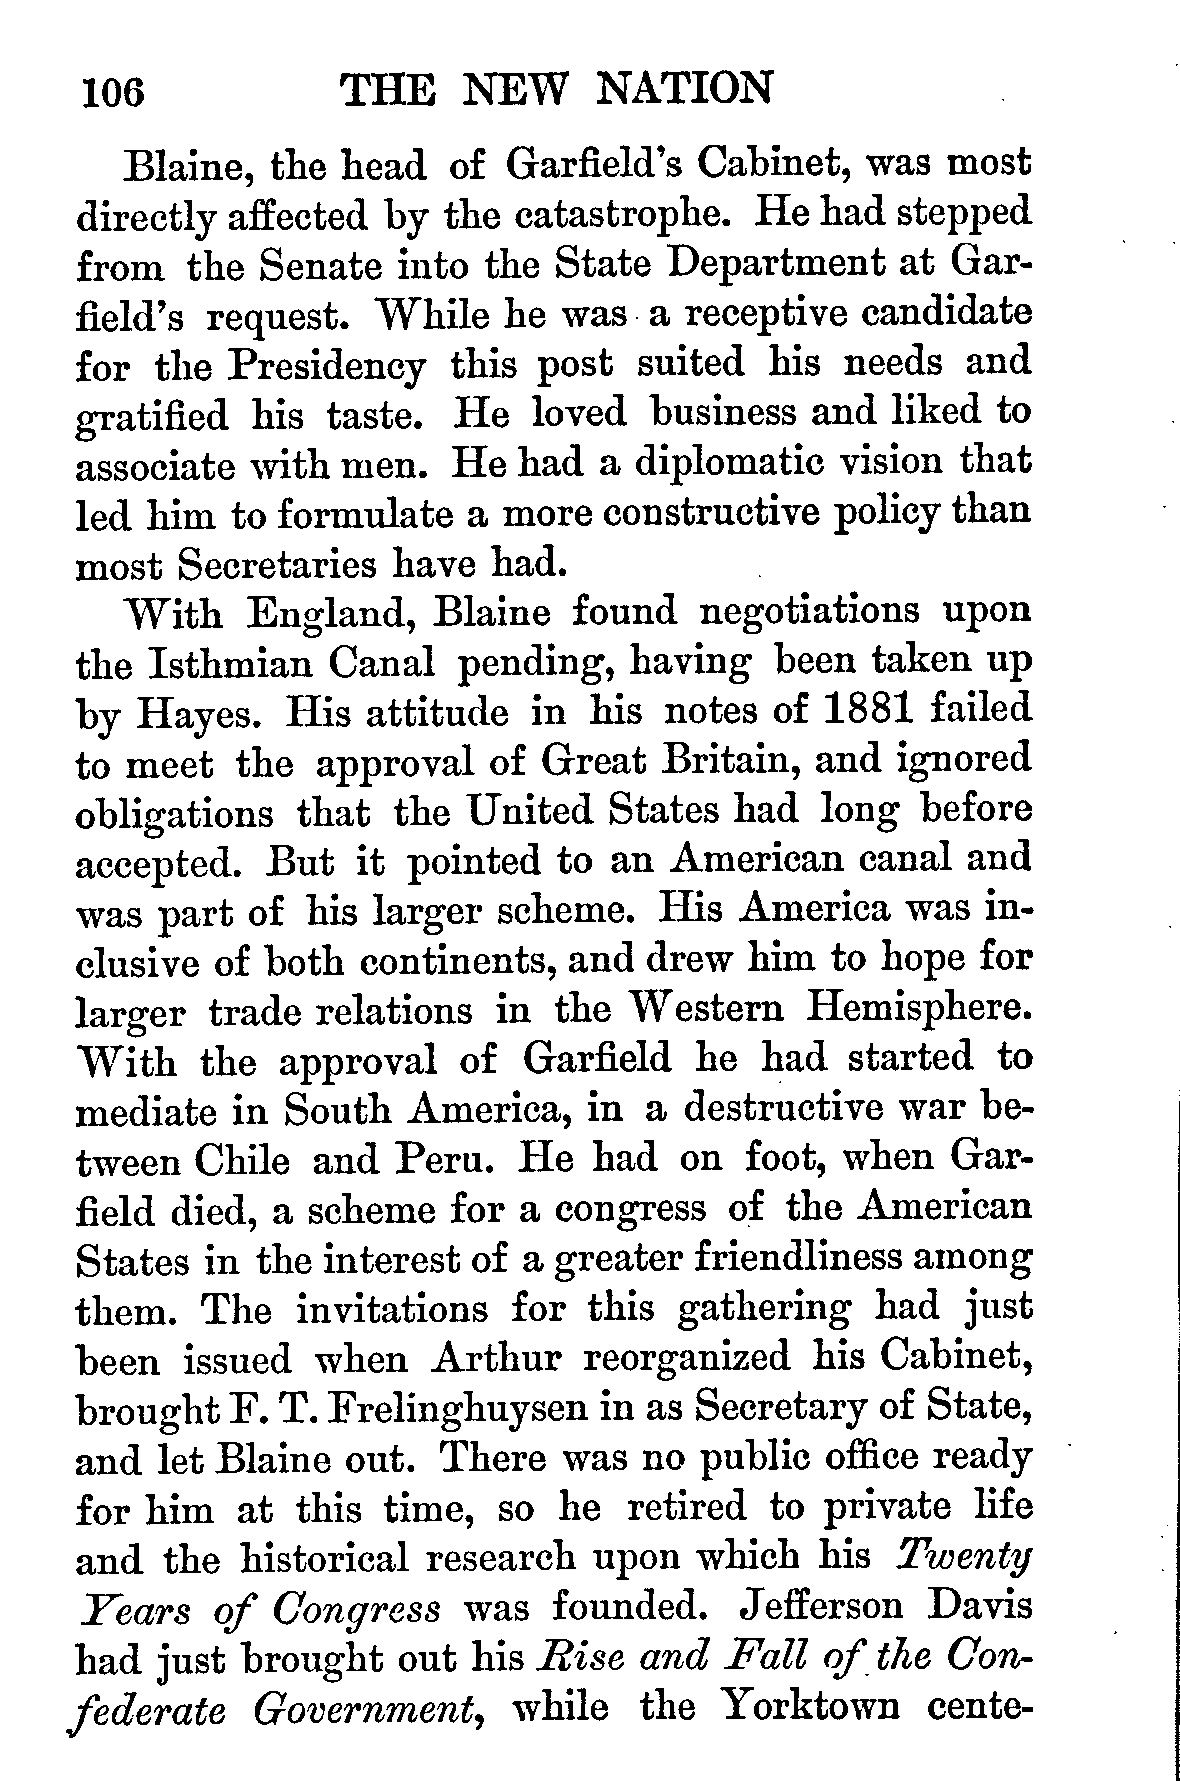 106 THE NEW NATION
Blaine, the head of Garfield's Cabinet, was most
directly affected by the catastrophe. He had stepped
from the Senate into the State Department at Gar-
field's request. While he was a receptive candidate
for the Presidency this post suited his needs and
gratified his taste. He loved business and liked to
associate with men. He had a diplomatic vision that
led him to formulate a more constructive policy than
most Secretaries have had.
With England, Blaine found negotiations upon
the Isthmian Canal pending, having been taken up
by Hayes. His attitude in his notes of 1881 failed
to meet the approval of Great Britain, and ignored
obligations that the United States had long before
accepted. But it pointed to an American canal and
was part of his larger scheme. His America was in-
clusive of both continents, and drew him to hope for
larger trade relations in the Western Hemisphere.
With the approval of Garfield he had started to
mediate in South America, in a destructive war be-
tween Chile and Peru. He had on foot, when Gar-
field died, a scheme for a congress of the American
States in the interest of a greater friendliness among
them. The invitations for this gathering had just
been issued when Arthur reorganized his Cabinet,
brought F. T. Frelinghuysen in as Secretary of State,
and let Blaine out. There was no public office ready
for him at this time, so he retired to private life
and the historical research upon which his Twenty
Years of Congress was founded. Jefferson Davis
had just brought out his Rise and Fall of the Con-
federate Government, while the Yorktown cente-